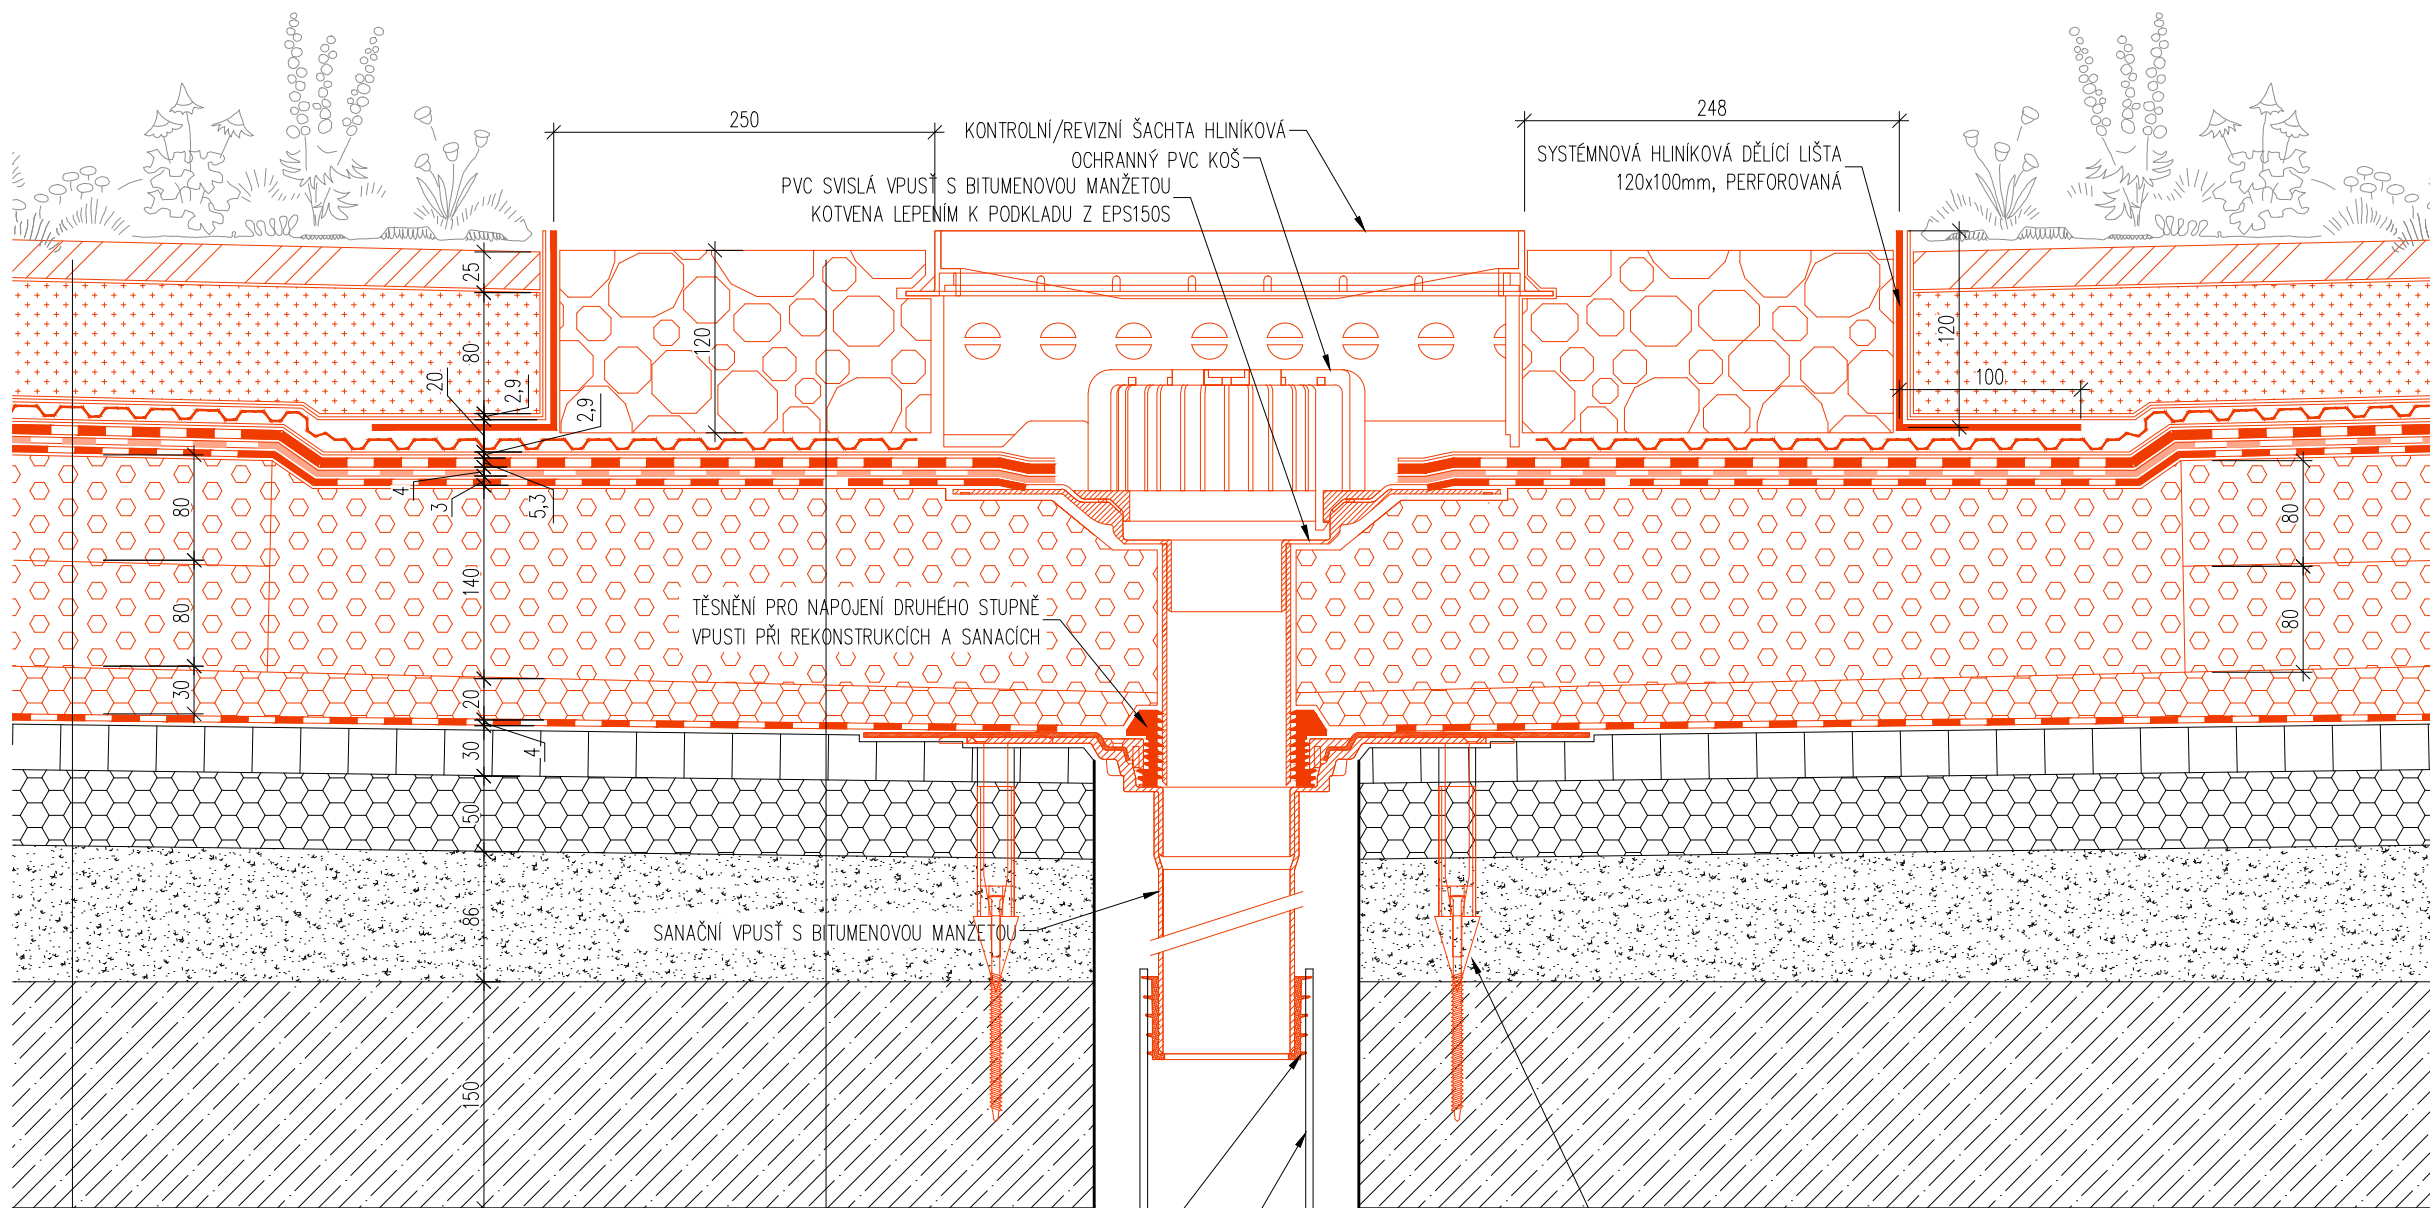 250
248
KONTROLNÍ/REVIZNÍ ŠACHTA HLINÍKOVÁ
OCHRANNÝ PVC KOŠ
PVC SVISLÁ VPUSŤ S BITUMENOVOU MANŽETOU
KOTVENA LEPENÍM K PODKLADU Z EPS150S
SYSTÉMNOVÁ HLINÍKOVÁ DĚLÍCÍ LIŠTA
120x100mm, PERFOROVANÁ
25
80
20
2,9
2,9
120
120
100
4
3
5,3
80
80
30
140
20
4
30
50
86
150
80
80
TĚSNĚNÍ PRO NAPOJENÍ DRUHÉHO STUPNĚ
VPUSTI PŘI REKONSTRUKCÍCH A SANACÍCH
SANAČNÍ VPUSŤ S BITUMENOVOU MANŽETOU